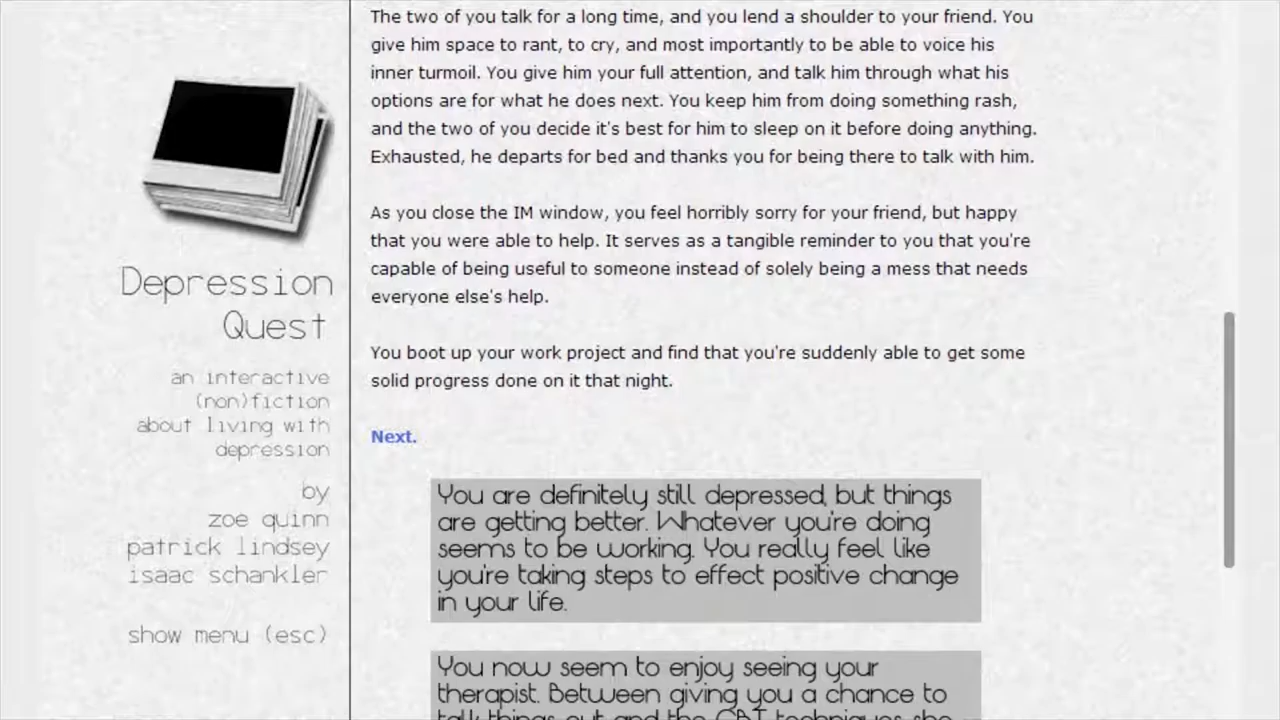 The two of you talk for a long time, and you lend a shoulder to your friend. You
give him space to rant, to cry, and most importantly to be able to voice his
inner turmoil. You give him your full attention, and talk him through what his
options are for what he does next. You keep him from doing something rash,
and the two of you decide it's best for him to sleep on it before doing anything.
Exhausted, he departs for bed and thanks you for being there to talk with him.
As you close the IM window, you feel horribly sorry for your friend, but happy
that you were able to help. It serves as a tangible reminder to you that you're
capable of being useful to someone instead of solely being a mess that needs
everyone else's help.
You boot up your work project and find that you're suddenly able to get some
solid progress done on it that night.
Next.
You are definitely still depressed, but things
are getting better. Whatever you're doing
seems to be working. You really feel like
you're taking steps to effect positive change
in your life.
You now seem to enjoy seeing your
therapist. Between giving you a chance to
talk things out and the CBT techniques she
Depression
Quest
an interactive
(non)fiction
about living with
depression
by
zoe quinn
patrick lindsey
isaac schankler
show menu (esc)